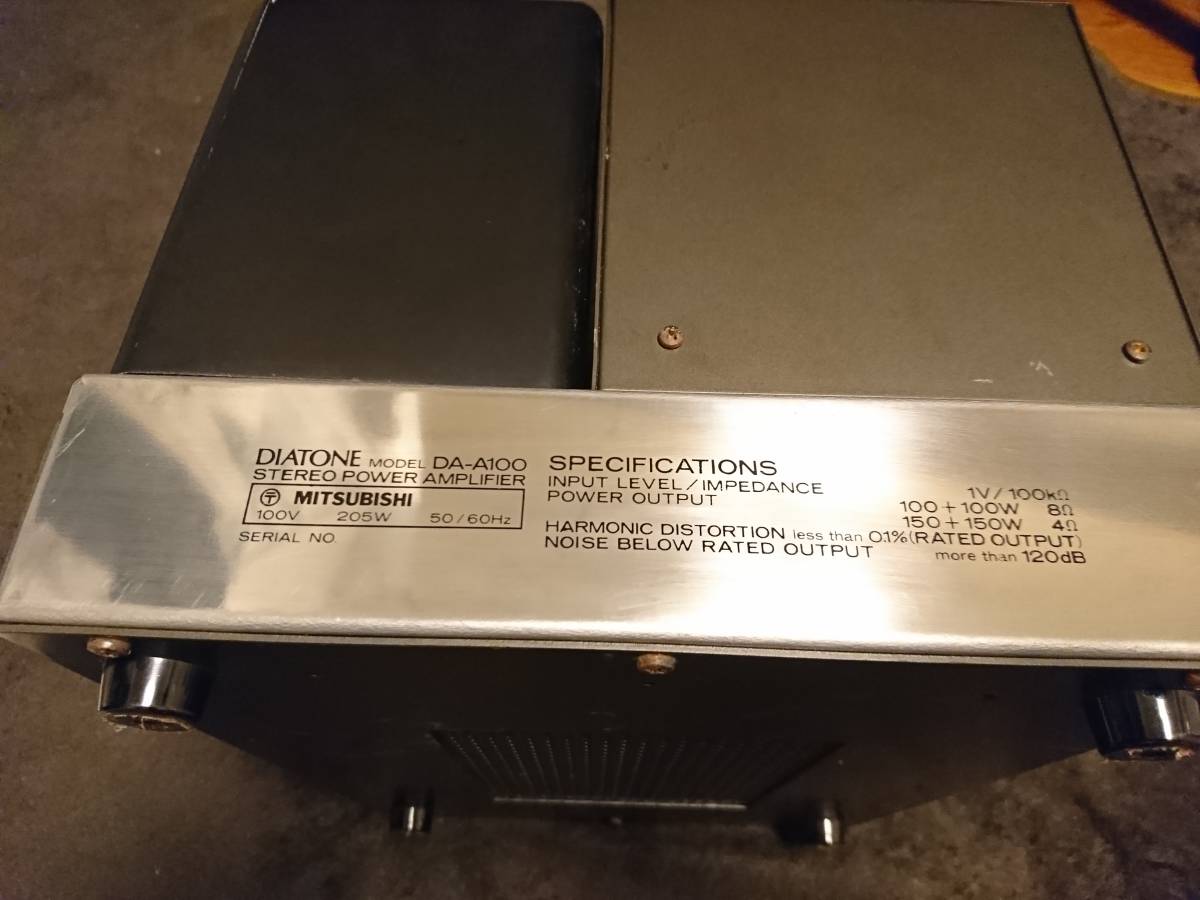 DIATONE MODEL DA-A100
STEREO POWER AMPLIFIER
MITSUBISHI
100V 205W 50/60Hz
SERIAL NO.
SPECIFICATIONS
INPUT LEVEL/IMPEDANCE 1V/100kΩ
POWER OUTPUT 100+100W 8Ω
150+150W 4Ω
HARMONIC DISTORTION less than 0.1% (RATED OUTPUT)
NOISE BELOW RATED OUTPUT more than 120dB